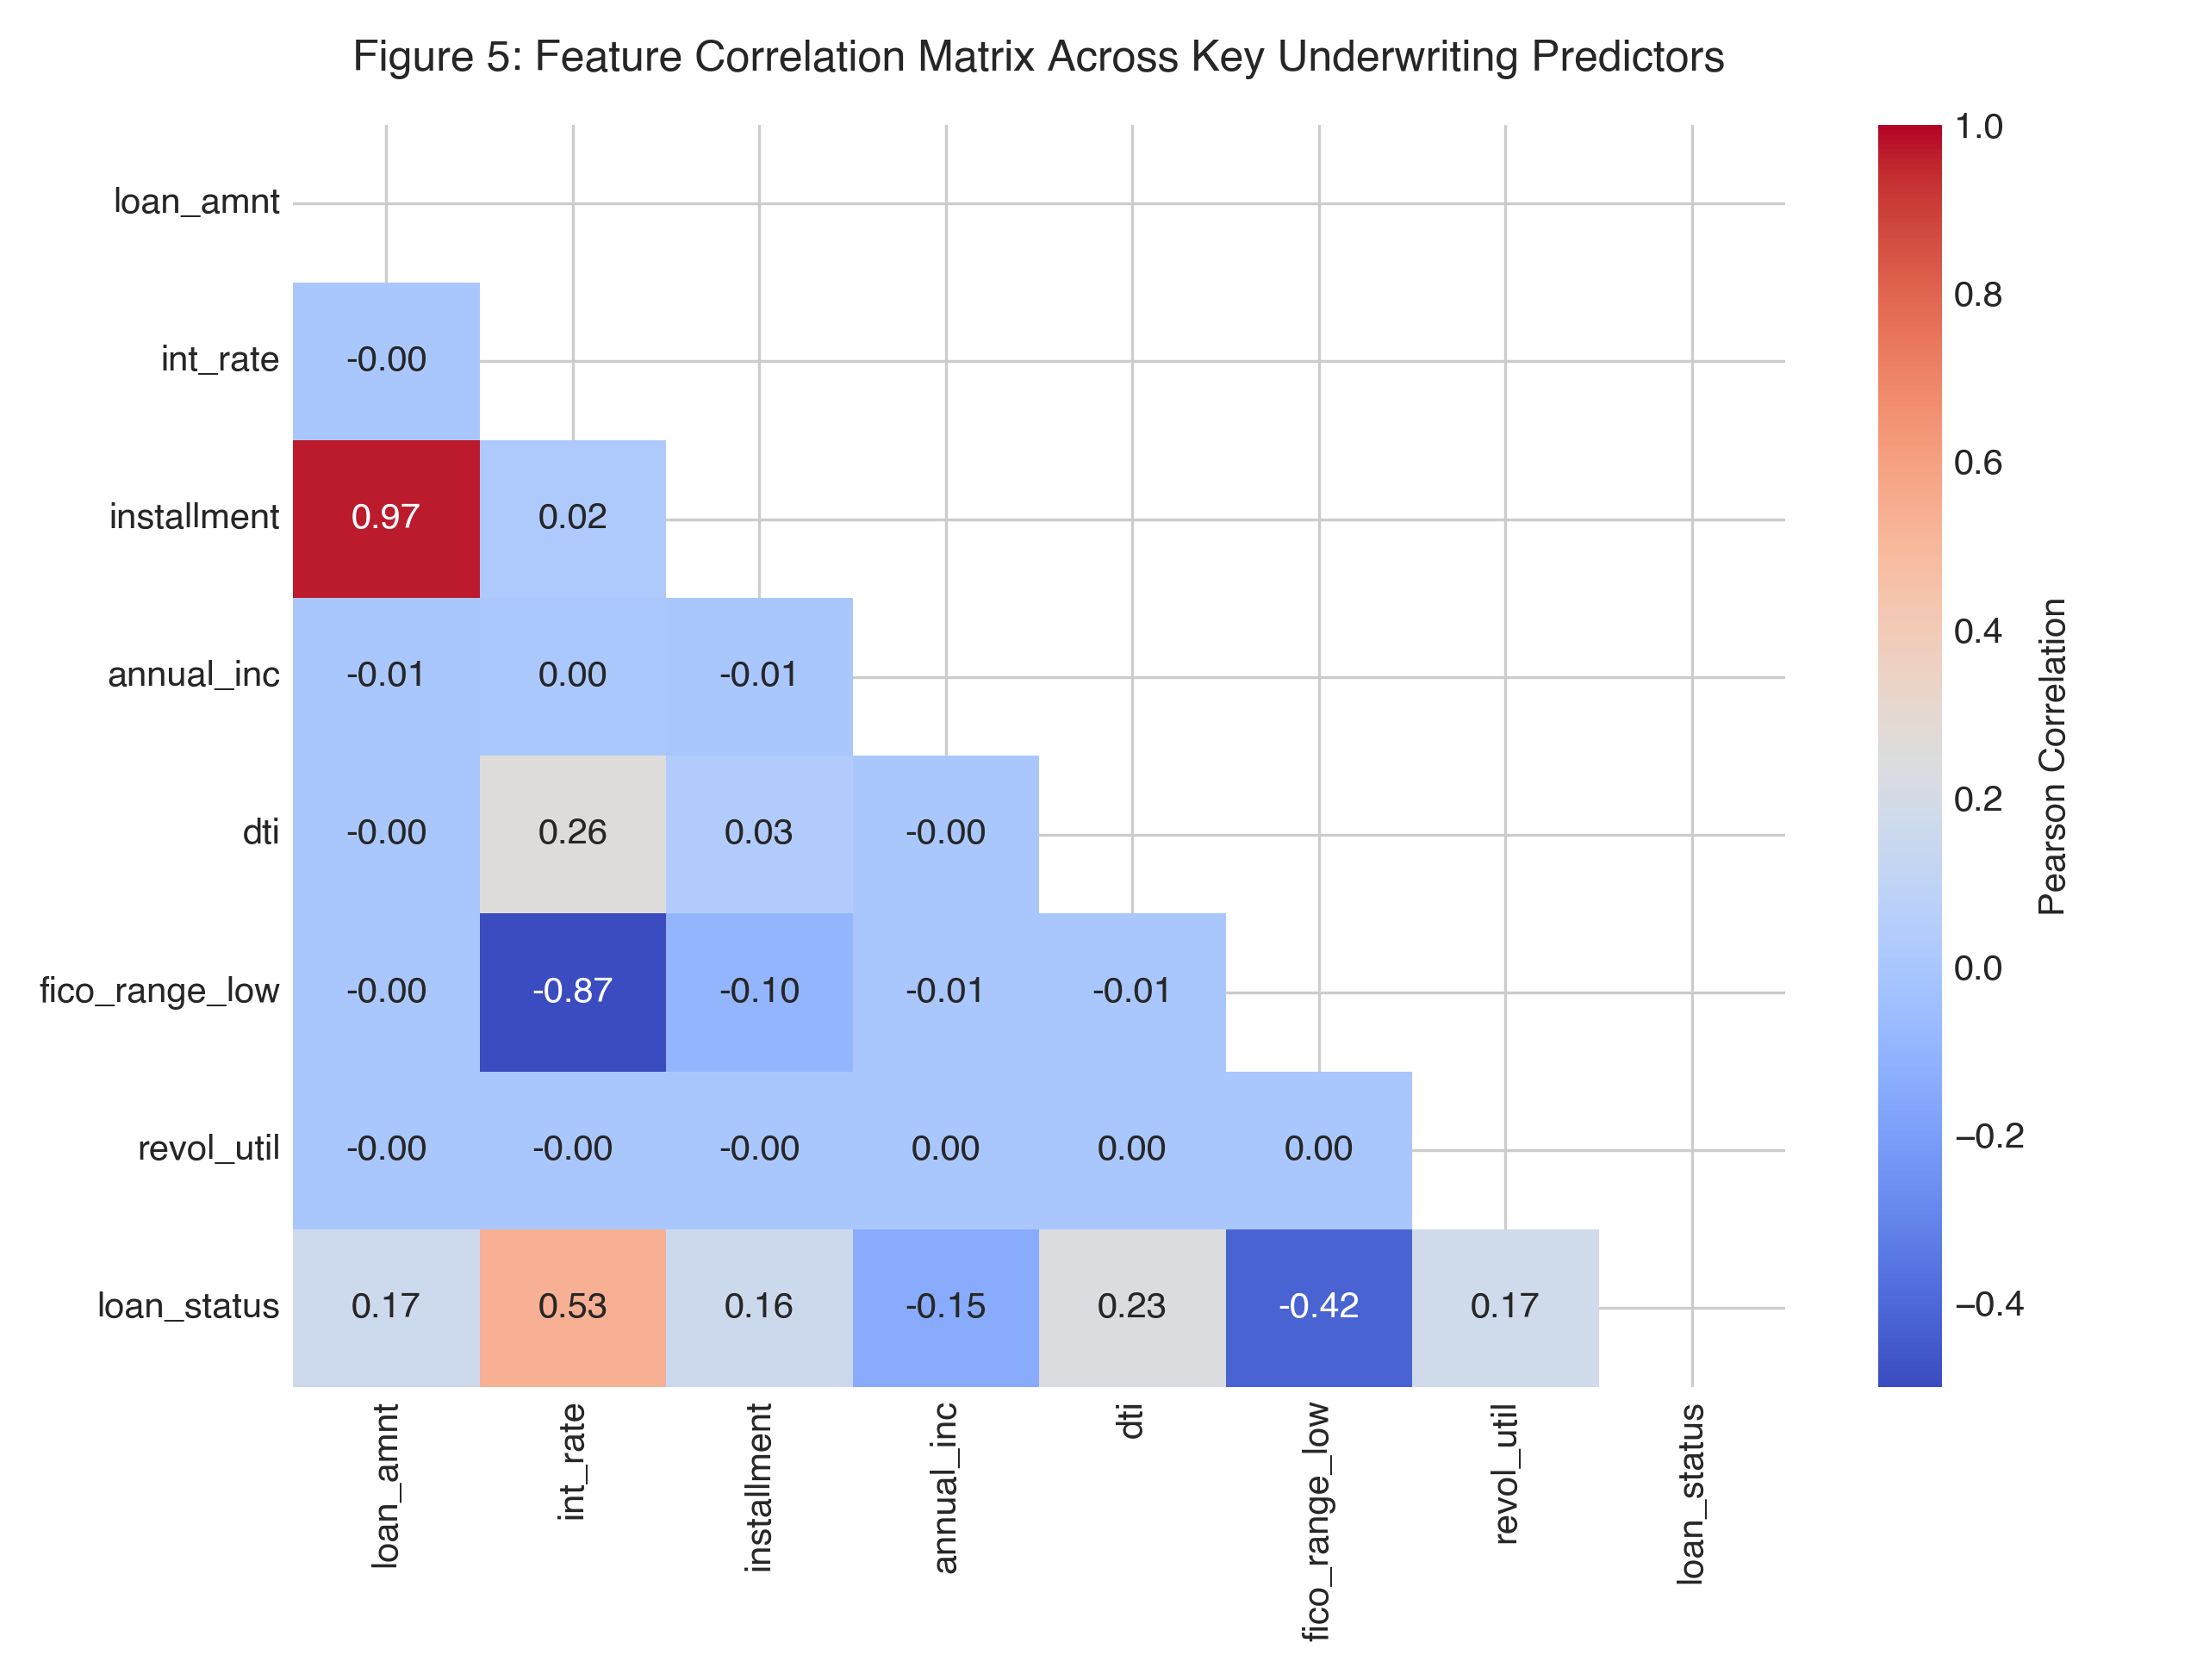 Figure 5: Feature Correlation Matrix Across Key Underwriting Predictors
loan_amnt
int_rate -0.00
installment 0.97 0.02
annual_inc -0.01 0.00 -0.01
dti -0.00 0.26 0.03 -0.00
fico_range_low -0.00 -0.87 -0.10 -0.01 -0.01
revol_util -0.00 -0.00 -0.00 0.00 0.00 0.00
loan_status 0.17 0.53 0.16 -0.15 0.23 -0.42 0.17
loan_amnt
int_rate
installment
annual_inc
dti
fico_range_low
revol_util
loan_status
1.0
0.8
0.6
0.4
0.2
0.0
−0.2
−0.4
Pearson Correlation